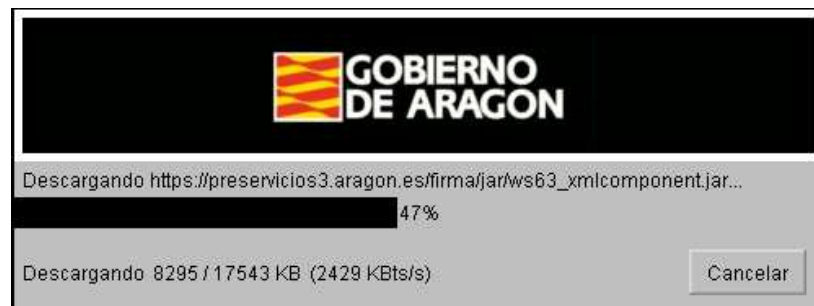 GOBIERNO
DE ARAGON
Descargando https://preservicios3.aragon.es/firma/jar/ws63_xmlcomponent.jar...
47%
Descargando 8295 / 17543 KB (2429 KBts/s)
Cancelar